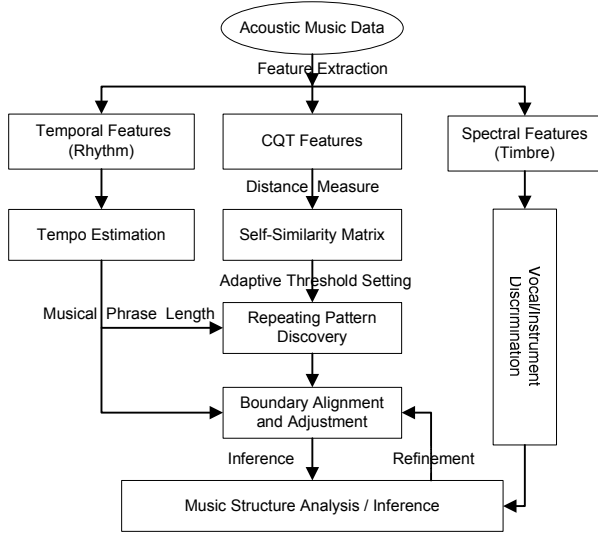 Acoustic Music Data
Feature Extraction
Temporal Features
(Rhythm)
CQT Features
Spectral Features
(Timbre)
Distance Measure
Tempo Estimation
Self-Similarity Matrix
Vocal/Instrument
Discrimination
Adaptive Threshold Setting
Musical Phrase Length
Repeating Pattern
Discovery
Boundary Alignment
and Adjustment
Inference
Refinement
Music Structure Analysis / Inference